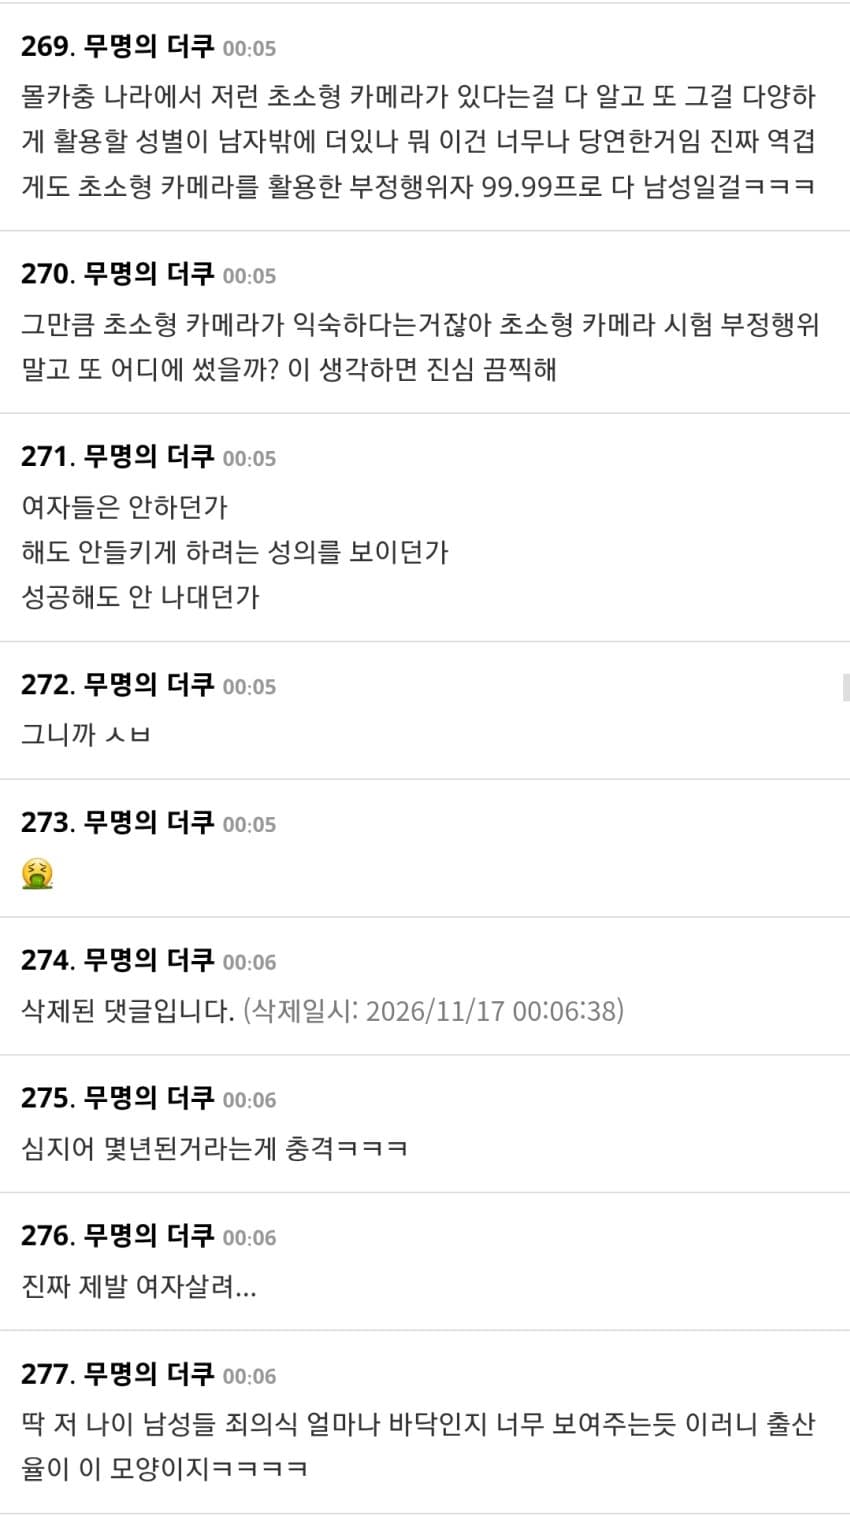 269. 무명의 더쿠 00:05
몰카충 나라에서 저런 초소형 카메라가 있다는걸 다 알고 또 그걸 다양하
게 활용할 성별이 남자밖에 더있나 뭐 이건 너무나 당연한거임 진짜 역겹
게도 초소형 카메라를 활용한 부정행위자 99.99프로 다 남성일걸ㅋㅋㅋ
270. 무명의 더쿠 00:05
그만큼 초소형 카메라가 익숙하다는거잖아 초소형 카메라 시험 부정행위
말고 또 어디에 썼을까? 이 생각하면 진심 끔찍해
271. 무명의 더쿠 00:05
여자들은 안하던가
해도 안들키게 하려는 성의를 보이던가
성공해도 안 나대던가
272. 무명의 더쿠 00:05
그니까 ㅅㅂ
273. 무명의 더쿠 00:05
🤮
274. 무명의 더쿠 00:06
삭제된 댓글입니다. (삭제일시: 2026/11/17 00:06:38)
275. 무명의 더쿠 00:06
심지어 몇년된거라는게 충격ㅋㅋㅋ
276. 무명의 더쿠 00:06
진짜 제발 여자살려...
277. 무명의 더쿠 00:06
딱 저 나이 남성들 죄의식 얼마나 바닥인지 너무 보여주는듯 이러니 출산
율이 이 모양이지ㅋㅋㅋㅋ